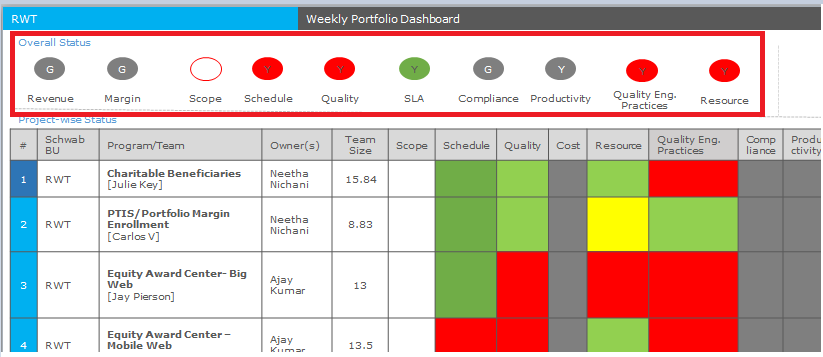 RWT
Weekly Portfolio Dashboard
Overall Status
G G Y Y Y G Y Y Y
Revenue Margin Scope Schedule Quality SLA Compliance Productivity Quality Eng. Practices Resource
Project-wise Status
# Schwab BU Program/Team Owner(s) Team Size Scope Schedule Quality Cost Resource Quality Eng. Practices Comp liance Produ ctivity
1 RWT Charitable Beneficiaries [Julie Key] Neetha Nichani 15.84
2 RWT PTIS/Portfolio Margin Enrollment [Carlos V] Neetha Nichani 8.83
3 RWT Equity Award Center- Big Web [Jay Pierson] Ajay Kumar 13
4 RWT Equity Award Center – Mobile Web Ajay Kumar 13.5